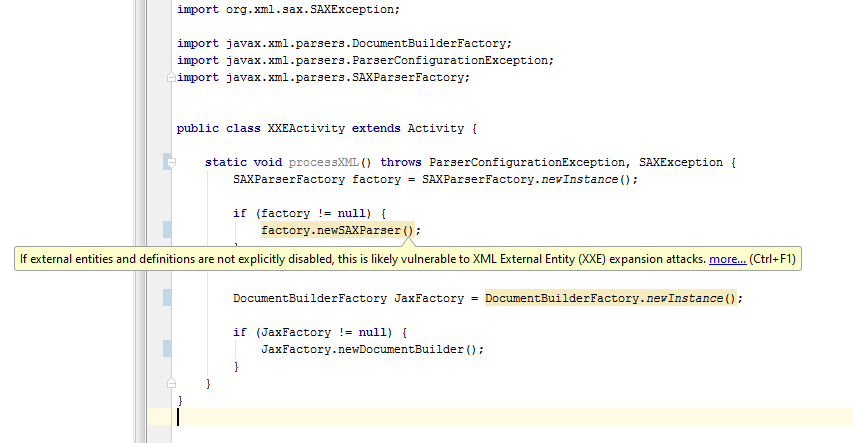 import org.xml.sax.SAXException;
import javax.xml.parsers.DocumentBuilderFactory;
import javax.xml.parsers.ParserConfigurationException;
import javax.xml.parsers.SAXParserFactory;
public class XXEActivity extends Activity {
static void processXML() throws ParserConfigurationException, SAXException {
SAXParserFactory factory = SAXParserFactory.newInstance();
if (factory != null) {
factory.newSAXParser();
If external entities and definitions are not explicitly disabled, this is likely vulnerable to XML External Entity (XXE) expansion attacks. more... (Ctrl+F1)
DocumentBuilderFactory JaxFactory = DocumentBuilderFactory.newInstance();
if (JaxFactory != null) {
JaxFactory.newDocumentBuilder();
}
}
}